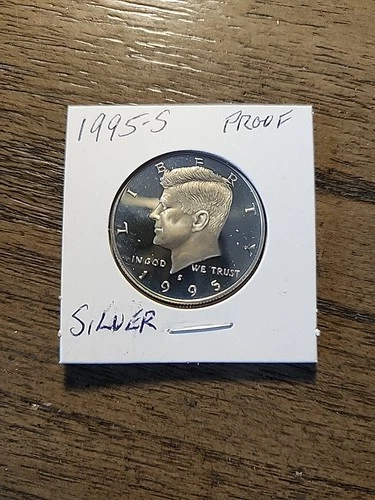 1995-S PROOF
LIBERTY
IN GOD WE TRUST
S
1995
SILVER